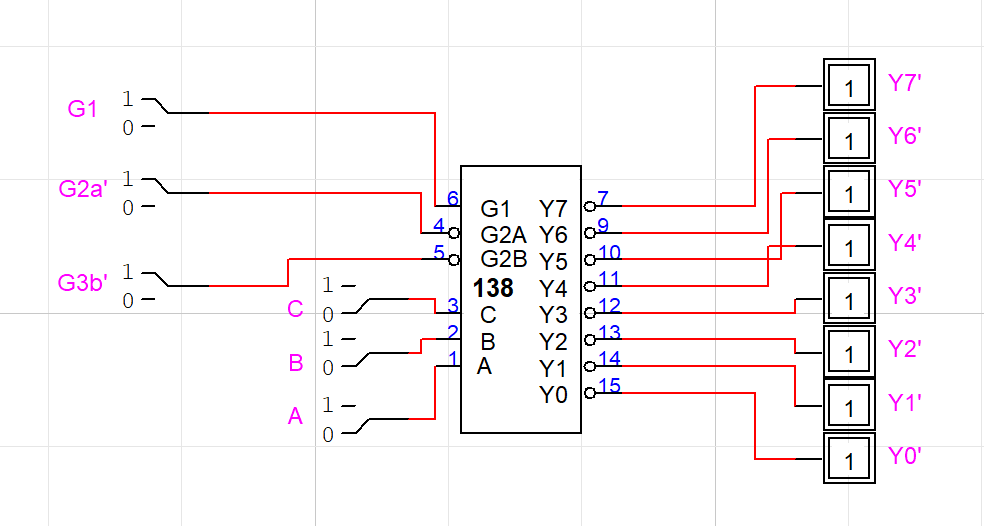 G1 1
0
G2a' 1
0
G3b' 1
0
C 1
0
B 1
0
A 1
0
6 G1 Y7 7
4 G2A Y6 9
5 G2B Y5 10
138 Y4 11
3 C Y3 12
2 B Y2 13
1 A Y1 14
Y0 15
1 Y7'
1 Y6'
1 Y5'
1 Y4'
1 Y3'
1 Y2'
1 Y1'
1 Y0'